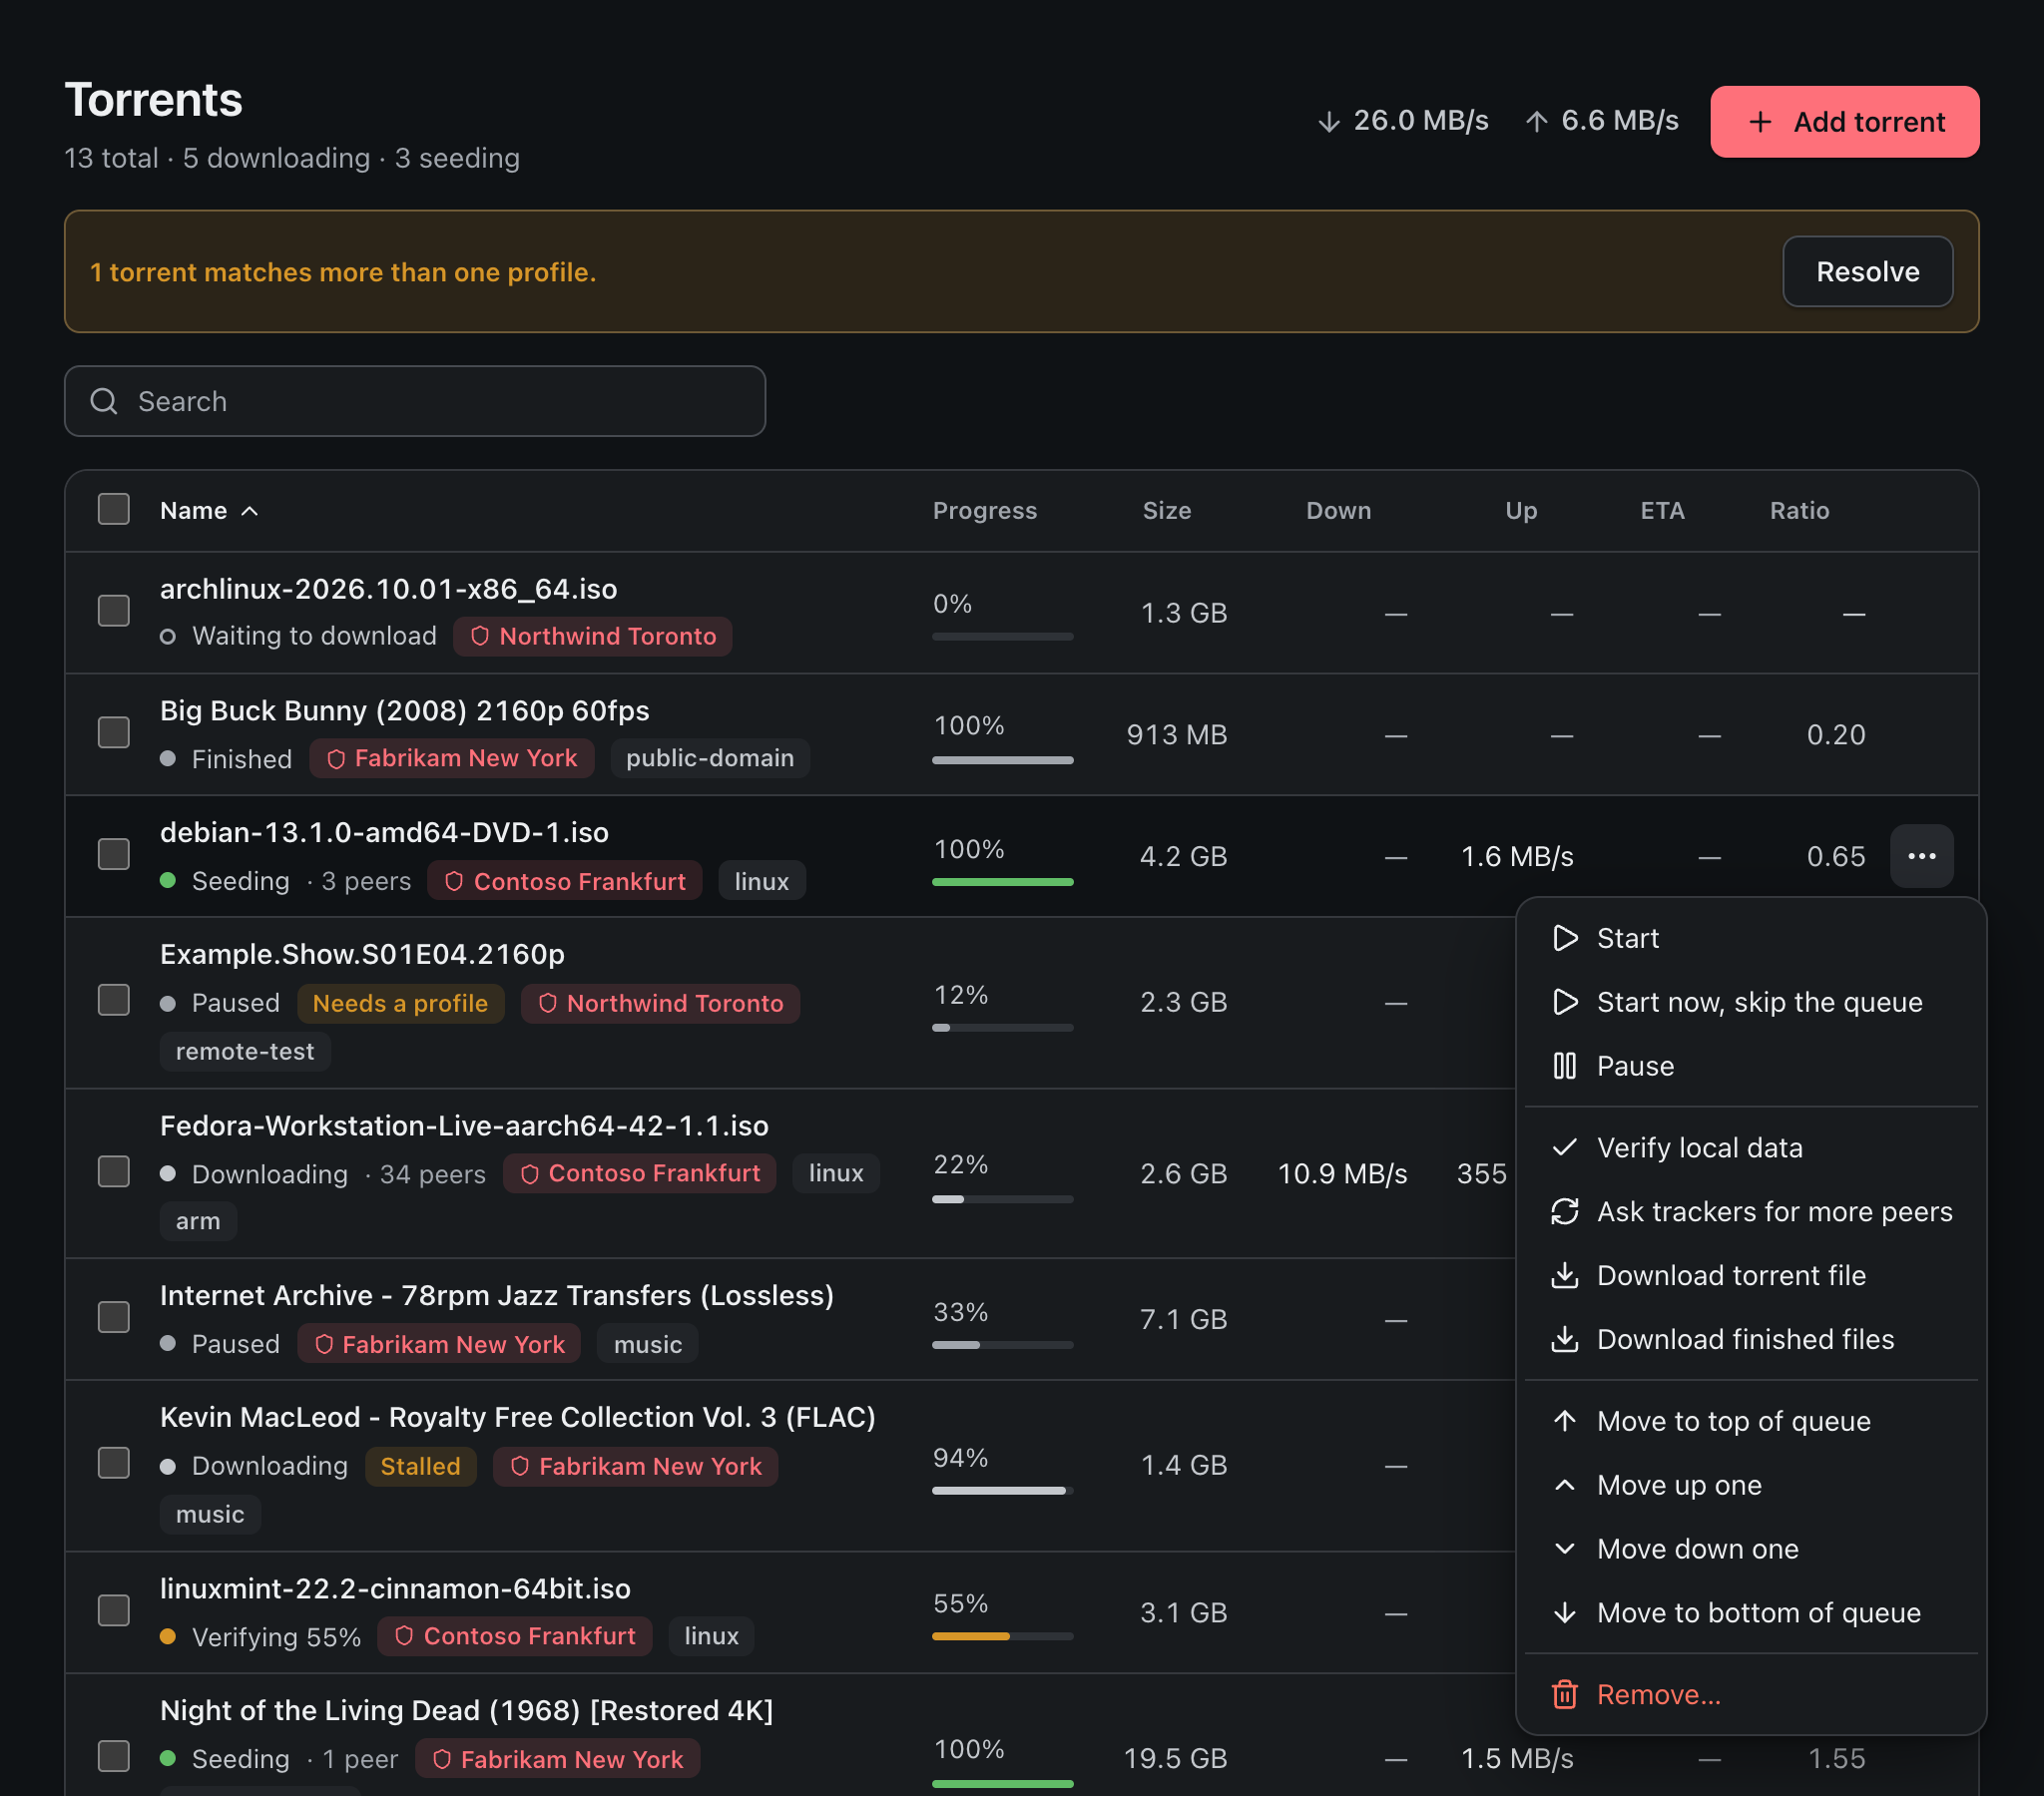 Torrents
13 total · 5 downloading · 3 seeding
26.0 MB/s
6.6 MB/s
Add torrent
1 torrent matches more than one profile.
Resolve
Search
Name Progress Size Down Up ETA Ratio
archlinux-2026.10.01-x86_64.iso
Waiting to download Northwind Toronto
0% 1.3 GB — — — —
Big Buck Bunny (2008) 2160p 60fps
Finished Fabrikam New York public-domain
100% 913 MB — — — 0.20
debian-13.1.0-amd64-DVD-1.iso
Seeding · 3 peers Contoso Frankfurt linux
100% 4.2 GB — 1.6 MB/s — 0.65
Example.Show.S01E04.2160p
Paused Needs a profile Northwind Toronto
remote-test
12% 2.3 GB —
Fedora-Workstation-Live-aarch64-42-1.1.iso
Downloading · 34 peers Contoso Frankfurt linux
arm
22% 2.6 GB 10.9 MB/s 355
Internet Archive - 78rpm Jazz Transfers (Lossless)
Paused Fabrikam New York music
33% 7.1 GB —
Kevin MacLeod - Royalty Free Collection Vol. 3 (FLAC)
Downloading Stalled Fabrikam New York
music
94% 1.4 GB —
linuxmint-22.2-cinnamon-64bit.iso
Verifying 55% Contoso Frankfurt linux
55% 3.1 GB —
Night of the Living Dead (1968) [Restored 4K]
Seeding · 1 peer Fabrikam New York
100% 19.5 GB — 1.5 MB/s — 1.55
Start
Start now, skip the queue
Pause
Verify local data
Ask trackers for more peers
Download torrent file
Download finished files
Move to top of queue
Move up one
Move down one
Move to bottom of queue
Remove...